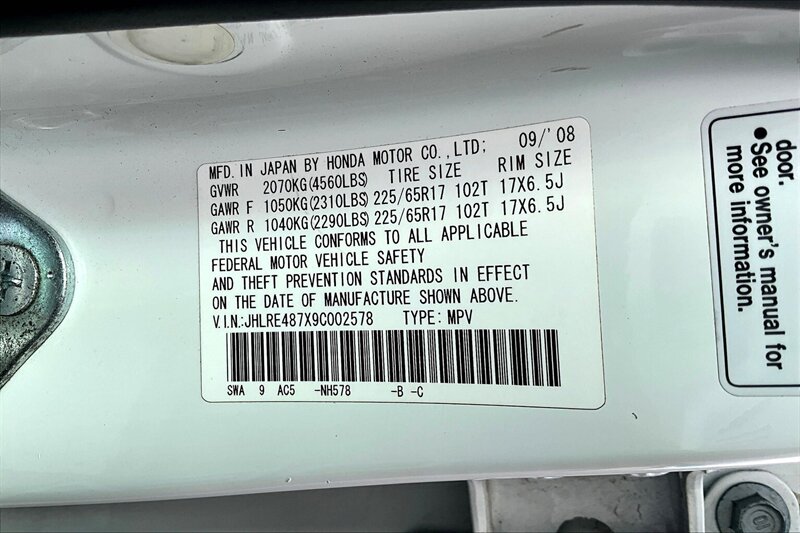 MFD. IN JAPAN BY HONDA MOTOR CO.,LTD; 09/'08
GVWR 2070KG(4560LBS) TIRE SIZE RIM SIZE
GAWR F 1050KG(2310LBS) 225/65R17 102T 17X6.5J
GAWR R 1040KG(2290LBS) 225/65R17 102T 17X6.5J
THIS VEHICLE CONFORMS TO ALL APPLICABLE
FEDERAL MOTOR VEHICLE SAFETY
AND THEFT PREVENTION STANDARDS IN EFFECT
ON THE DATE OF MANUFACTURE SHOWN ABOVE.
V.I.N.:JHLRE487X9C002578 TYPE: MPV
SWA 9 AC5 -NH578 -B -C
door.
●See owner's manual for
more information.